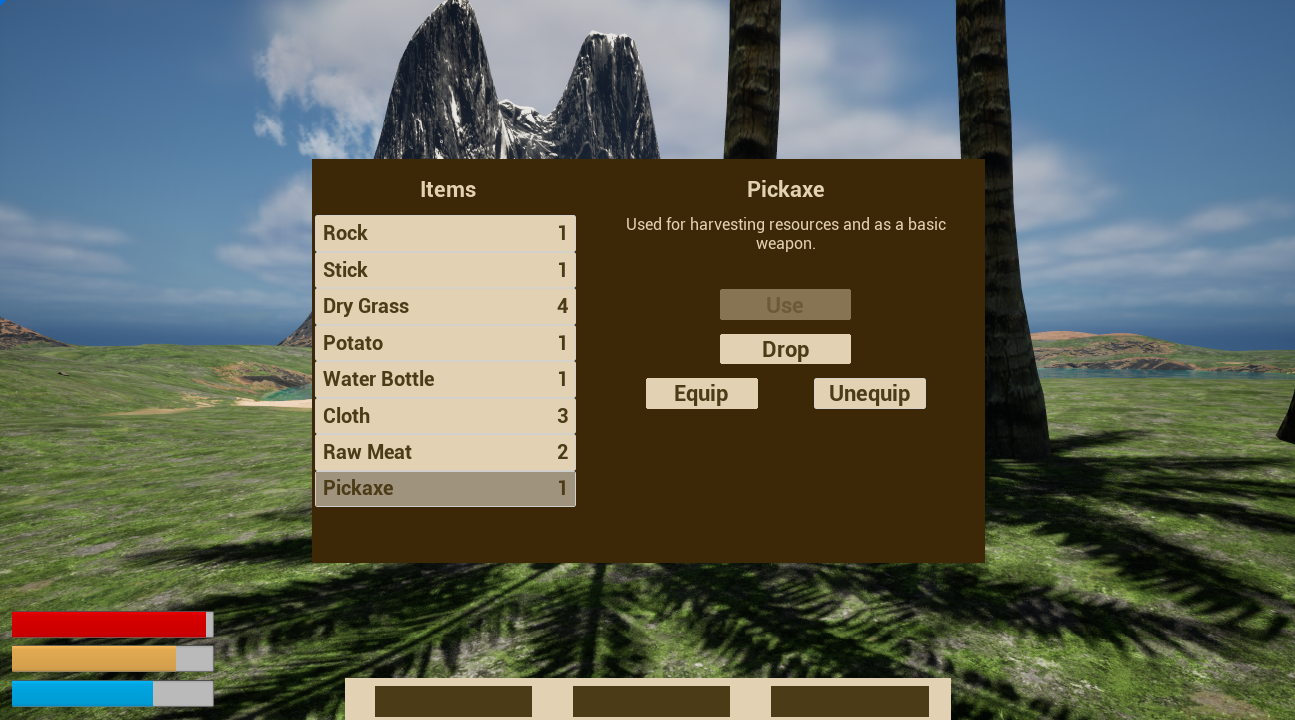 Items
Rock 1
Stick 1
Dry Grass 4
Potato 1
Water Bottle 1
Cloth 3
Raw Meat 2
Pickaxe 1
Pickaxe
Used for harvesting resources and as a basic
weapon.
Use
Drop
Equip Unequip